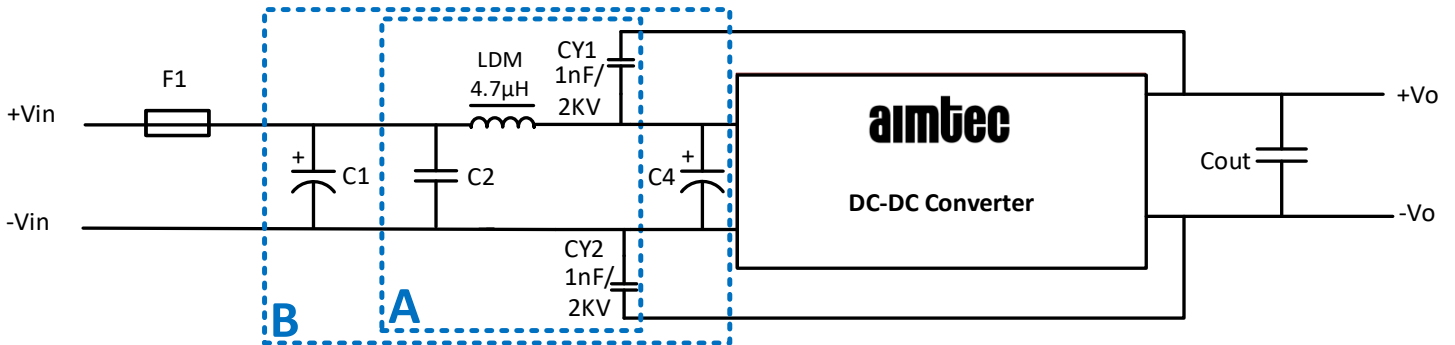 F1
+Vin
-Vin
+
C1
C2
LDM
4.7µH
CY1
1nF/
2KV
+
C4
CY2
1nF/
2KV
B
A
aimtec
DC-DC Converter
Cout
+Vo
-Vo